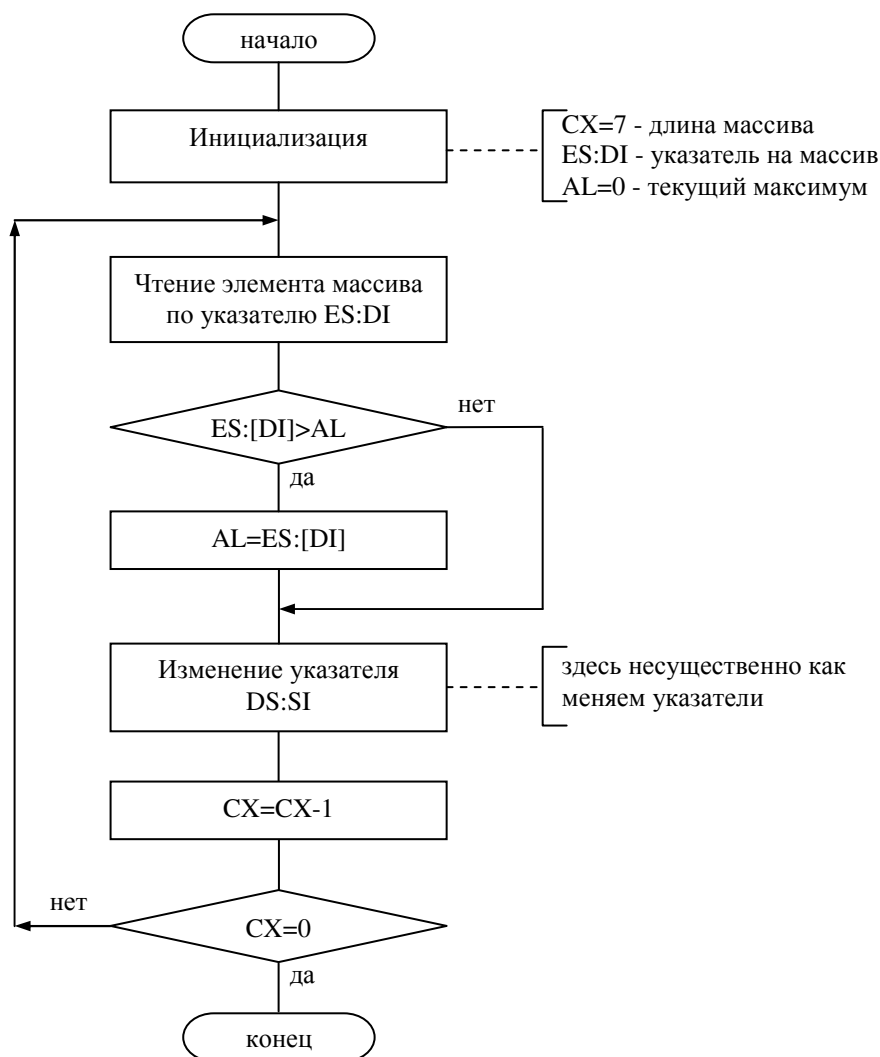 начало
Инициализация
CX=7 - длина массива
ES:DI - указатель на массив
AL=0 - текущий максимум
Чтение элемента массива
по указателю ES:DI
ES:[DI]>AL
нет
да
AL=ES:[DI]
Изменение указателя
DS:SI
здесь несущественно как
меняем указатели
CX=CX-1
нет
CX=0
да
конец